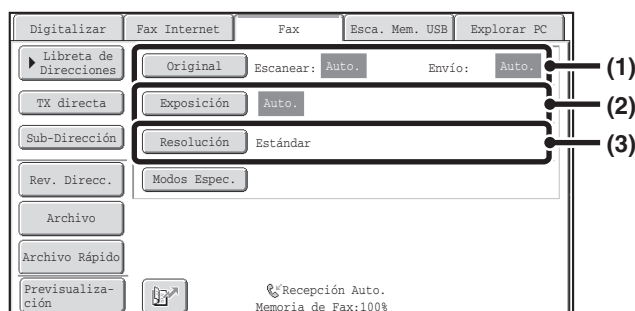 Digitalizar Fax Internet Fax Esca. Mem. USB Explorar PC
Libreta de
Direcciones
Original Escanear: Auto. Envío: Auto. (1)
TX directa Exposición Auto. (2)
Sub-Dirección Resolución Estándar (3)
Rev. Direcc. Modos Espec.
Archivo
Archivo Rápido
Previsualiza-
ción
Recepción Auto.
Memoria de Fax:100%